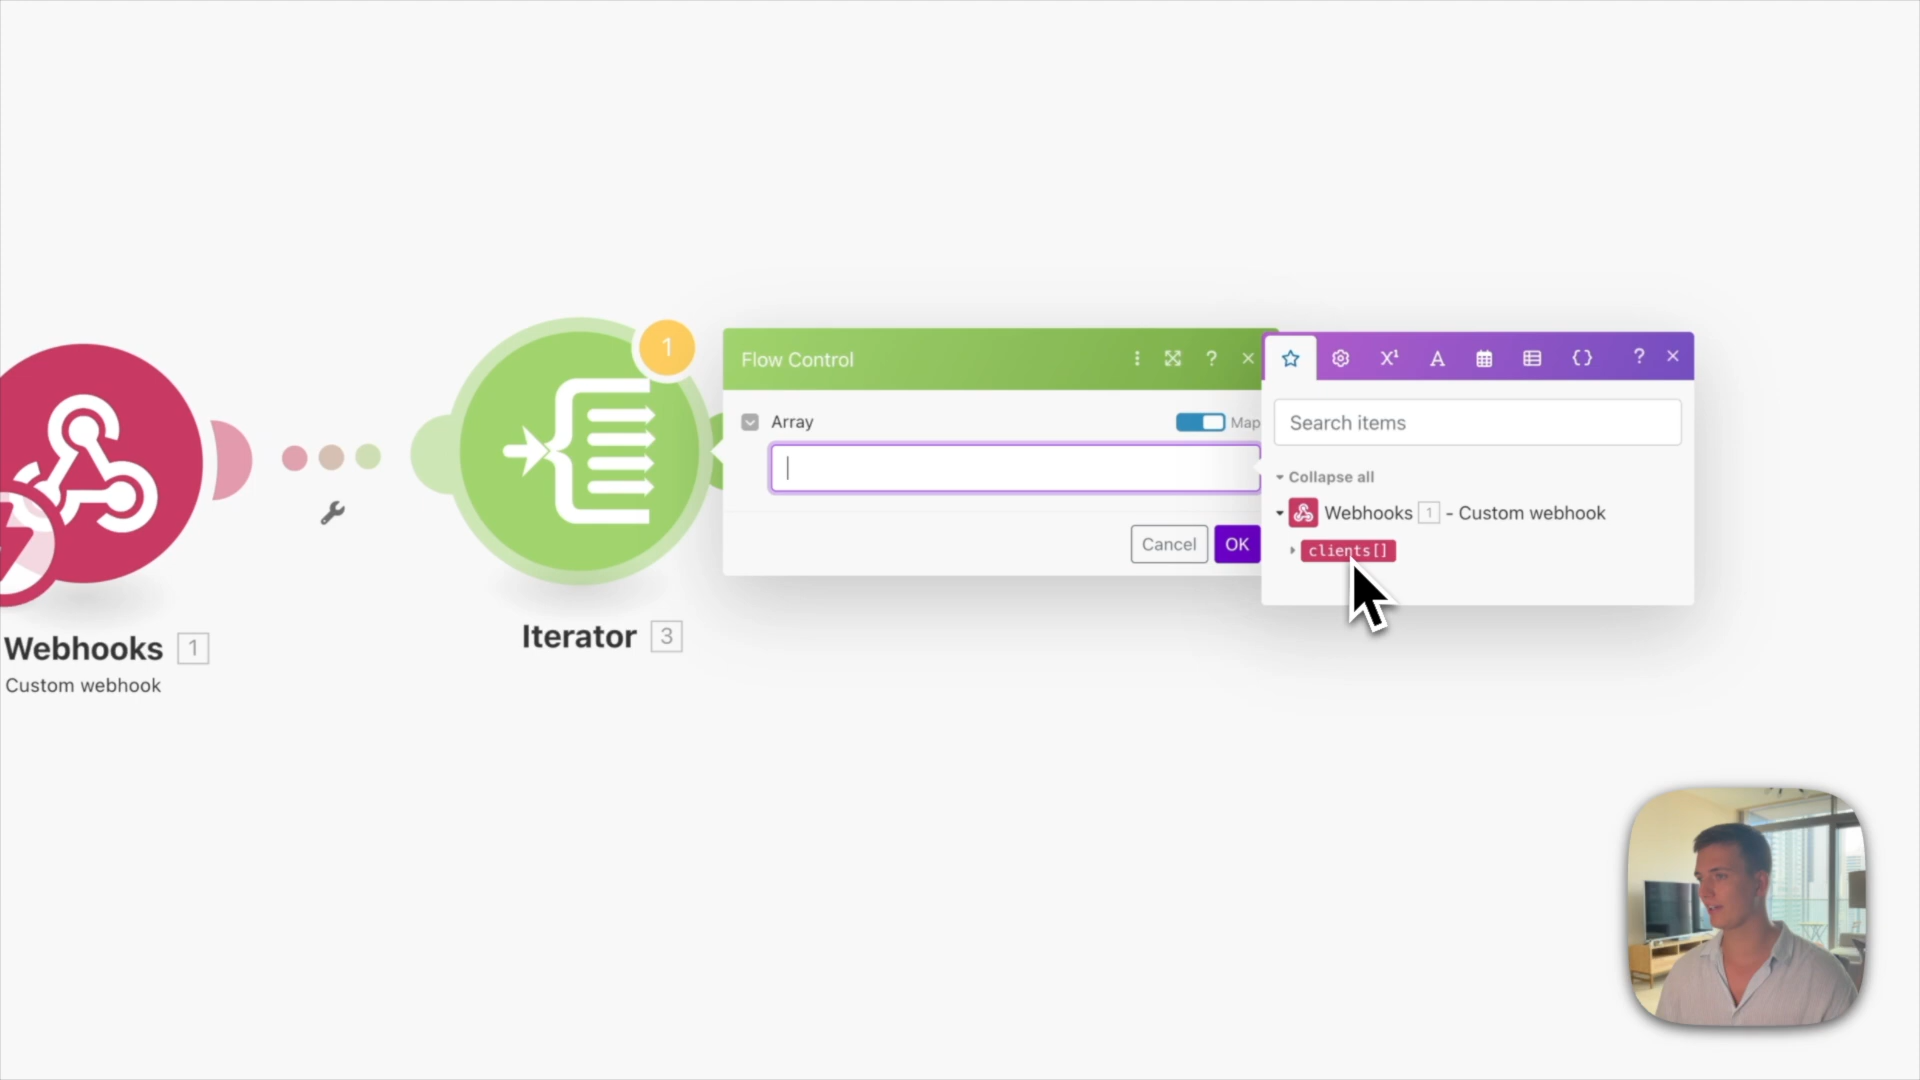 1
Flow Control
Array
Map
Search items
Collapse all
Webhooks 1 - Custom webhook
clients[]
Cancel
OK
Iterator 3
Webhooks 1
Custom webhook